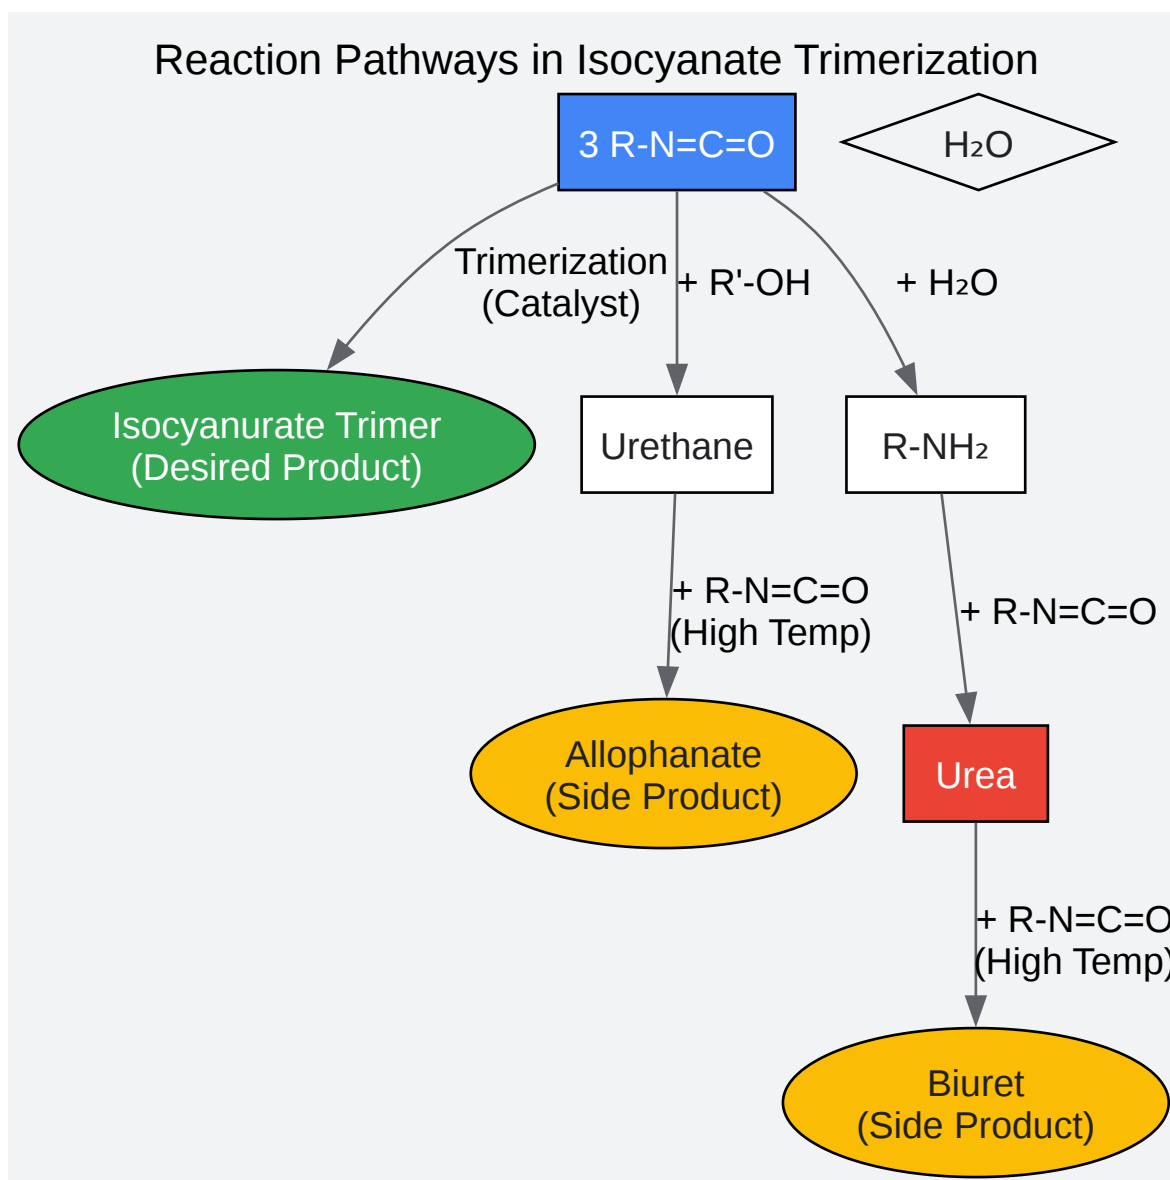 Reaction Pathways in Isocyanate Trimerization
3 R-N=C=O
H₂O
Trimerization
(Catalyst)
+ R'-OH
+ H₂O
Isocyanurate Trimer
(Desired Product)
Urethane
R-NH₂
+ R-N=C=O
(High Temp)
+ R-N=C=O
Allophanate
(Side Product)
Urea
+ R-N=C=O
(High Temp)
Biuret
(Side Product)